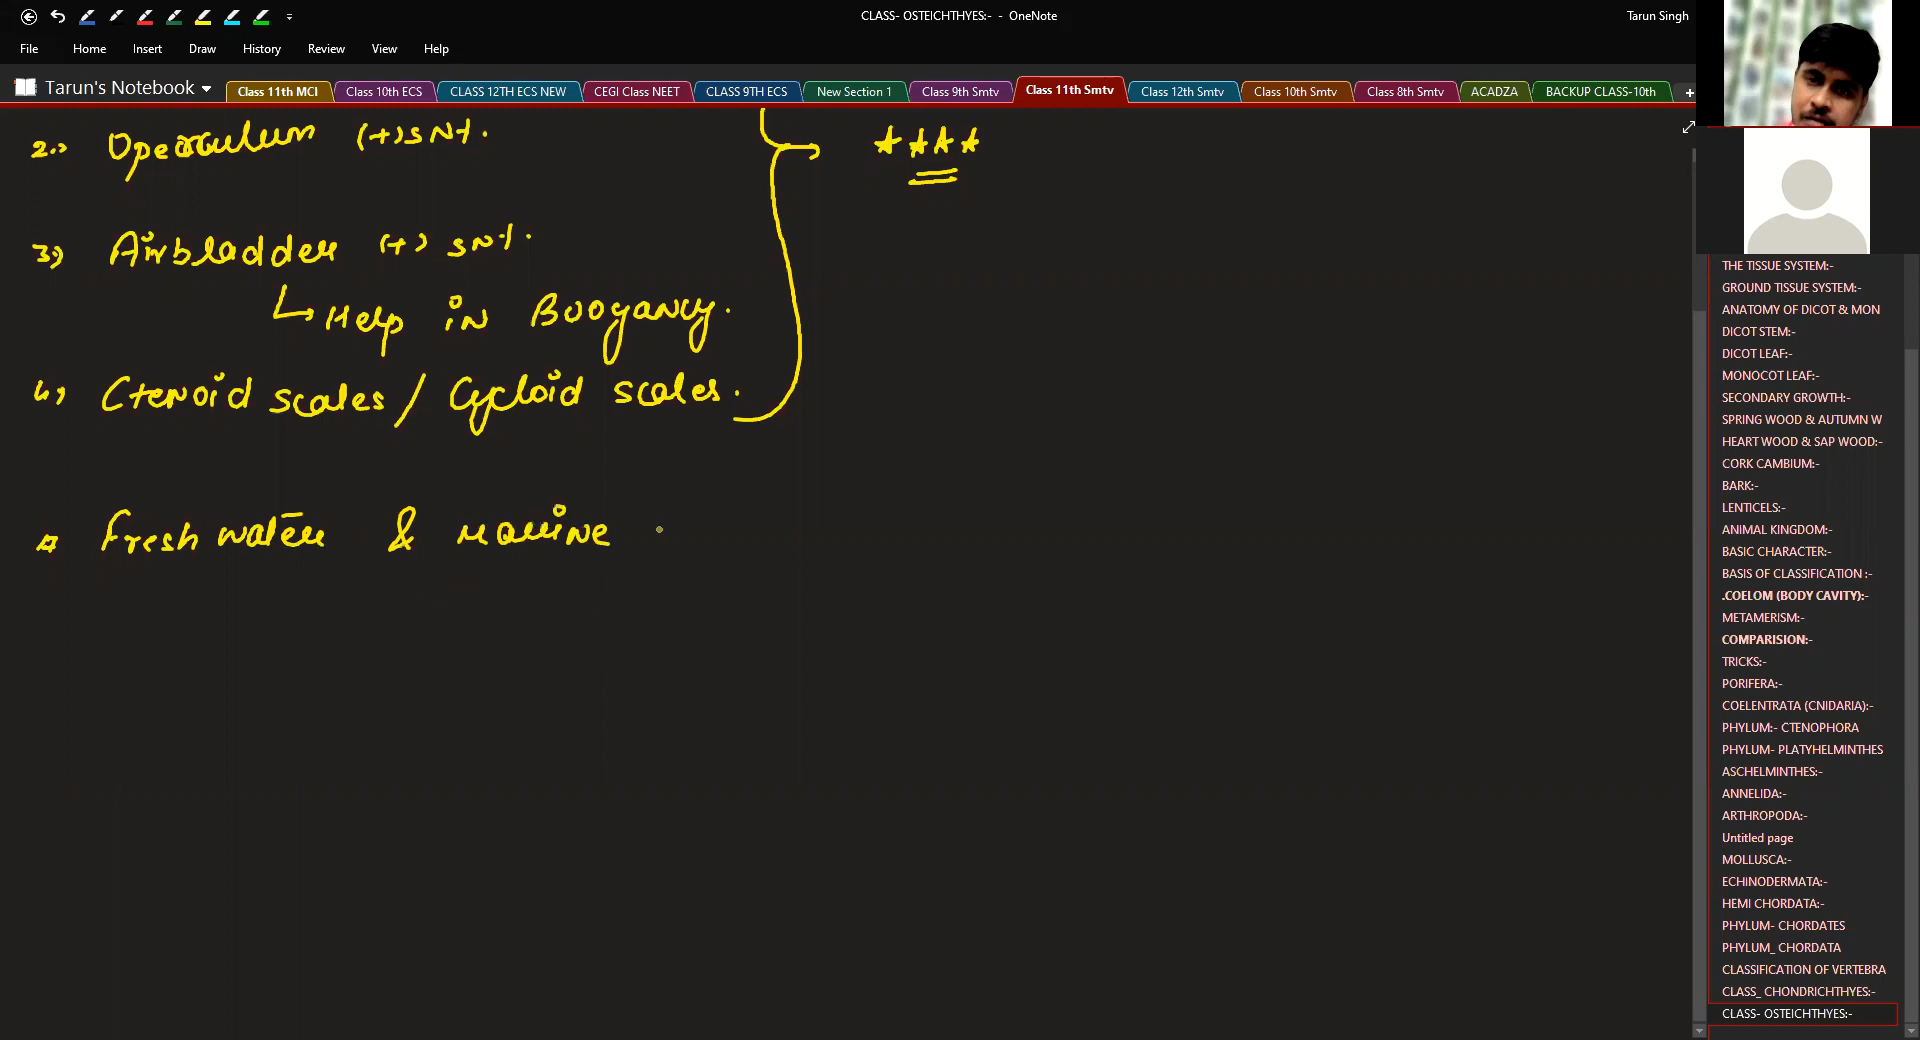 CLASS- OSTEICHTHYES:- - OneNote
Tarun Singh
File Home Insert Draw History Review View Help
Tarun's Notebook
Class 11th MCI Class 10th ECS CLASS 12TH ECS NEW CEGI Class NEET CLASS 9TH ECS New Section 1 Class 9th Smtv Class 11th Smtv Class 12th Smtv Class 10th Smtv Class 8th Smtv ACADZA BACKUP CLASS-10th +
2.) Operculum (+)sNt.
3) Airbladder (+) sNt.
↳ Help in Buoyancy.
4) Ctenoid scales / Cycloid scales.
Fresh water & marine
THE TISSUE SYSTEM:-
GROUND TISSUE SYSTEM:-
ANATOMY OF DICOT & MON
DICOT STEM:-
DICOT LEAF:-
MONOCOT LEAF:-
SECONDARY GROWTH:-
SPRING WOOD & AUTUMN W
HEART WOOD & SAP WOOD:-
CORK CAMBIUM:-
BARK:-
LENTICELS:-
ANIMAL KINGDOM:-
BASIC CHARACTER:-
BASIS OF CLASSIFICATION :-
.COELOM (BODY CAVITY):-
METAMERISM:-
COMPARISION:-
TRICKS:-
PORIFERA:-
COELENTRATA (CNIDARIA):-
PHYLUM:- CTENOPHORA
PHYLUM- PLATYHELMINTHES
ASCHELMINTHES:-
ANNELIDA:-
ARTHROPODA:-
Untitled page
MOLLUSCA:-
ECHINODERMATA:-
HEMI CHORDATA:-
PHYLUM- CHORDATES
PHYLUM_ CHORDATA
CLASSIFICATION OF VERTEBRA
CLASS_ CHONDRICHTHYES:-
CLASS- OSTEICHTHYES:-